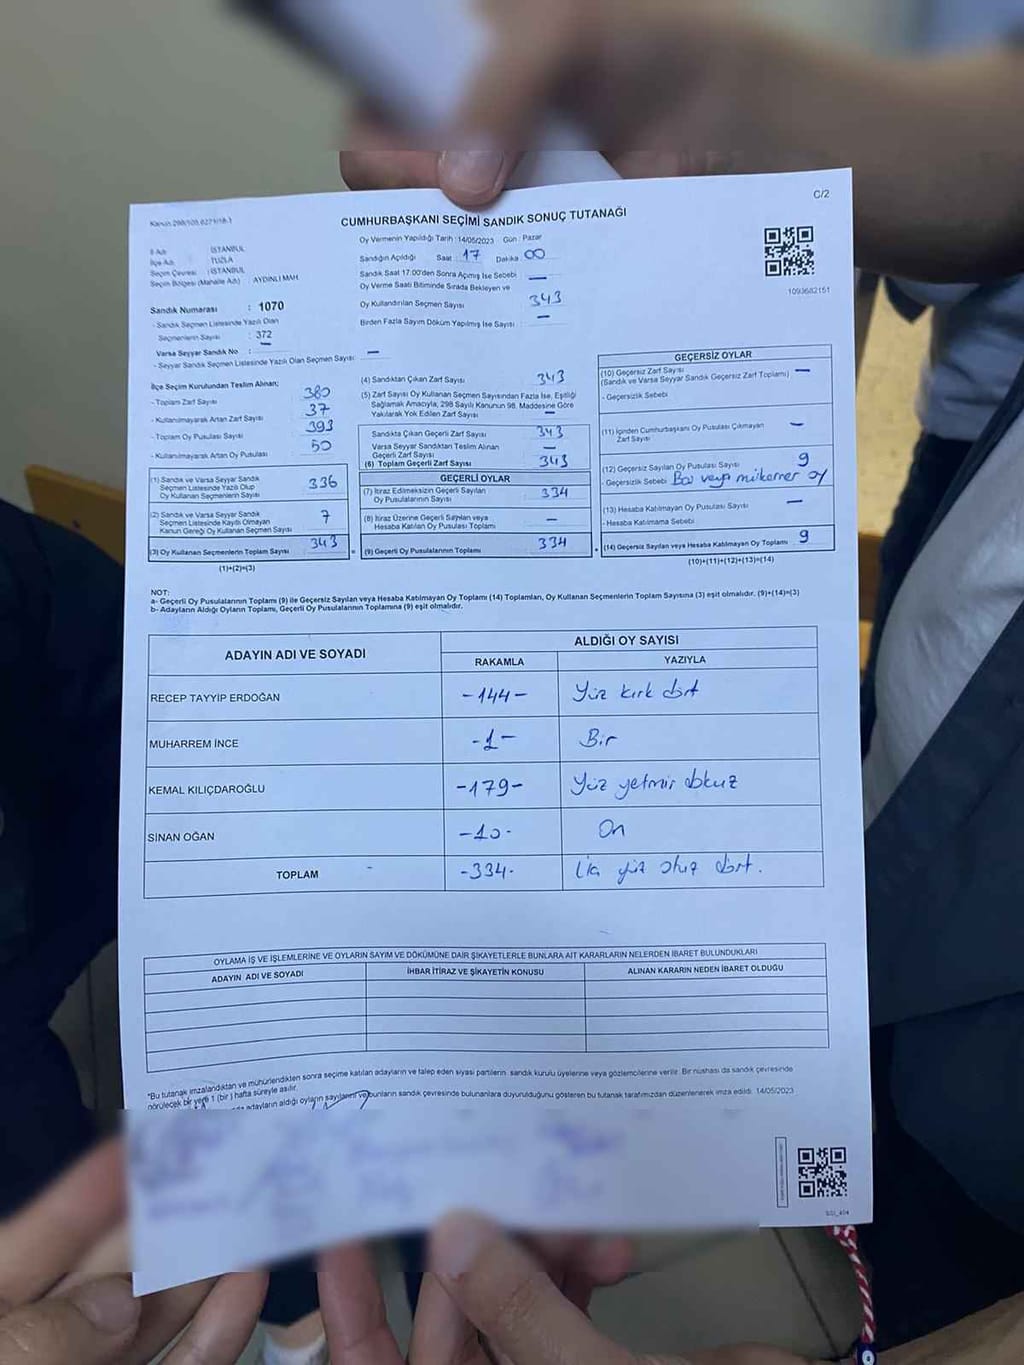 C/2
Kanun 298/105
CUMHURBAŞKANI SEÇİMİ SANDIK SONUÇ TUTANAĞI
İl Adı : İSTANBUL
İlçe Adı : TUZLA
Seçim Çevresi : İSTANBUL
Seçim Bölgesi (Mahalle Adı) : AYDINLI MAH
Sandık Numarası : 1070
- Sandık Seçmen Listesinde Yazılı Olan
Seçmenlerin Sayısı : 372
Varsa Seyyar Sandık No : —
- Seyyar Sandık Seçmen Listesinde Yazılı Olan Seçmen Sayısı : —
Oy Vermenin Yapıldığı Tarih : 14/05/2023 Gün : Pazar
Sandığın Açıldığı Saat 17 Dakika 00
Sandık Saat 17:00'den Sonra Açımış İse Sebebi —
Oy Verme Saati Bitiminde Sırada Bekleyen ve
Oy Kullandırılan Seçmen Sayısı 343
Birden Fazla Sayım Döküm Yapılmış İse Sayısı : —
1093682151
İlçe Seçim Kurulundan Teslim Alınan;
- Toplam Zarf Sayısı 380
- Kullanılmayarak Artan Zarf Sayısı 37
- Toplam Oy Pusulası Sayısı 393
- Kullanılmayarak Artan Oy Pusulası 50
(1) Sandık ve Varsa Seyyar Sandık
Seçmen Listesinde Yazılı Olup
Oy Kullanan Seçmenlerin Sayısı 336
(2) Sandık ve Varsa Seyyar Sandık
Seçmen Listesinde Kayıtlı Olmayan
Kanun Gereği Oy Kullanan Seçmen Sayısı 7
(3) Oy Kullanan Seçmenlerin Toplam Sayısı 343
(1)+(2)=(3)
(4) Sandıktan Çıkan Zarf Sayısı 343
(5) Zarf Sayısı Oy Kullanan Seçmen Sayısından Fazla İse, Eşitliği
Sağlamak Amacıyla, 298 Sayılı Kanunun 98. Maddesine Göre
Yakılarak Yok Edilen Zarf Sayısı —
Sandıkta Çıkan Geçerli Zarf Sayısı 343
Varsa Seyyar Sandıktan Teslim Alınan
Geçerli Zarf Sayısı —
(6) Toplam Geçerli Zarf Sayısı 343
GEÇERLİ OYLAR
(7) İtiraz Edilmeksizin Geçerli Sayılan
Oy Pusulalarının Sayısı 334
(8) İtiraz Üzerine Geçerli Sayılan veya
Hesaba Katılan Oy Pusulası Toplamı —
= (9) Geçerli Oy Pusulalarının Toplamı 334
GEÇERSİZ OYLAR
(10) Geçersiz Zarf Sayısı
(Sandık ve Varsa Seyyar Sandık Geçersiz Zarf Toplamı) —
- Geçersizlik Sebebi
(11) İçinden Cumhurbaşkanı Oy Pusulası Çıkmayan
Zarf Sayısı —
(12) Geçersiz Sayılan Oy Pusulası Sayısı 9
- Geçersizlik Sebebi Boş veya mükerrer oy
(13) Hesaba Katılmayan Oy Pusulası Sayısı —
- Hesaba Katılmama Sebebi
+ (14) Geçersiz Sayılan veya Hesaba Katılmayan Oy Toplamı 9
(10)+(11)+(12)+(13)=(14)
NOT:
a- Geçerli Oy Pusulalarının Toplamı (9) ile Geçersiz Sayılan veya Hesaba Katılmayan Oy Toplamı (14) Toplamları, Oy Kullanan Seçmenlerin Toplam Sayısına (3) eşit olmalıdır. (9)+(14)=(3)
b- Adayların Aldığı Oyların Toplamı, Geçerli Oy Pusulalarının Toplamına (9) eşit olmalıdır.
ADAYIN ADI VE SOYADI ALDIĞI OY SAYISI
RAKAMLA YAZIYLA
RECEP TAYYİP ERDOĞAN -144- Yüz kırk dört
MUHARREM İNCE -1- Bir
KEMAL KILIÇDAROĞLU -179- Yüz yetmiş dokuz
SİNAN OĞAN -10- On
TOPLAM -334- Üç yüz otuz dört.
OYLAMA İŞ VE İŞLEMLERİNE VE OYLARIN SAYIM VE DÖKÜMÜNE DAİR ŞİKAYETLERLE BUNLARA AİT KARARLARIN NELERDEN İBARET BULUNDUKLARI
ADAYIN ADI VE SOYADI İHBAR İTİRAZ VE ŞİKAYETİN KONUSU ALINAN KARARIN NEDEN İBARET OLDUĞU
"Bu tutanak imzalandıktan ve mühürlendikten sonra seçime katılan adayların ve talep eden siyasi partilerin sandık kurulu üyelerine veya gözlemcilerine verilir. Bir nüshası da sandık çevresinde
görülecek bir yere 1 (bir) hafta süreyle asılır.
adayların aldığı oyların sayılarını ve bunların sandık çevresinde bulunanlara duyurulduğunu gösteren bu tutanak tarafımızdan düzenlenerek imza edildi. 14/05/2023